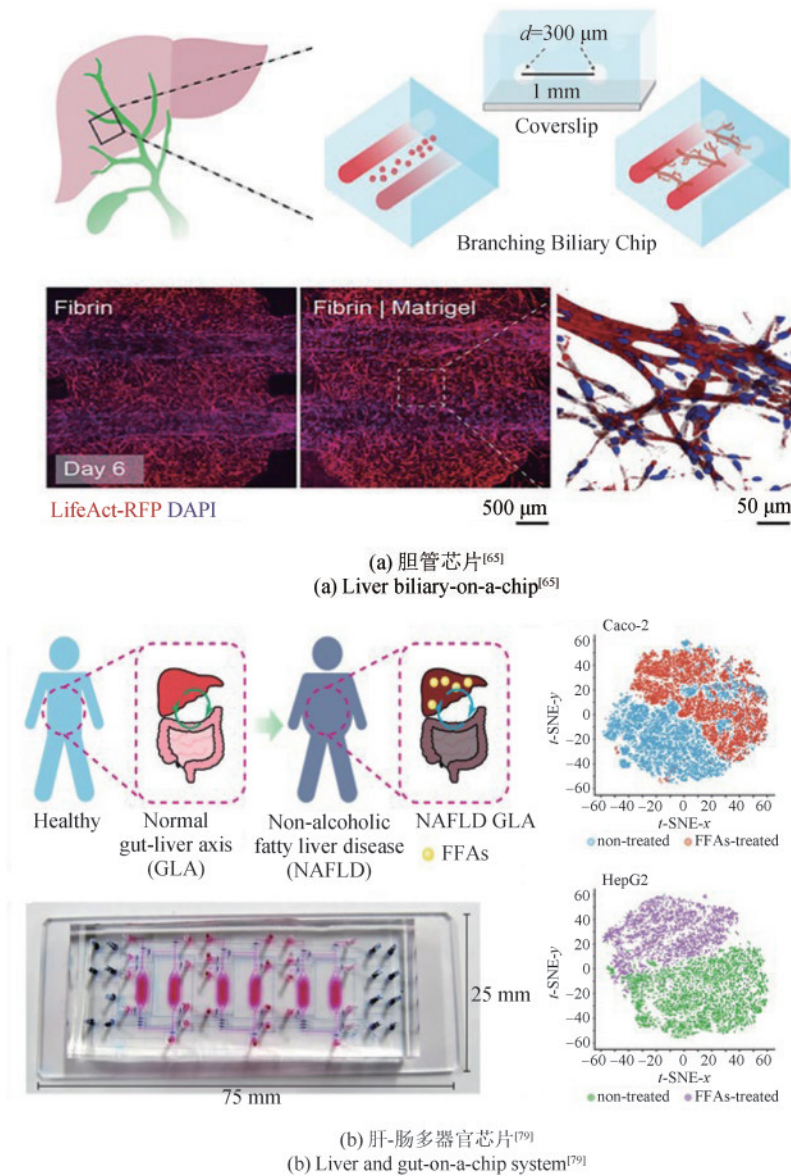 d=300 μm
1 mm
Coverslip
Branching Biliary Chip
Fibrin
Fibrin | Matrigel
Day 6
LifeAct-RFP DAPI
500 μm
50 μm
(a) 胆管芯片[65]
(a) Liver biliary-on-a-chip[65]
Healthy
Normal
gut-liver axis
(GLA)
Non-alcoholic
fatty liver disease
(NAFLD)
NAFLD GLA
FFAs
Caco-2
60
40
20
0
−20
−40
−60
t-SNE-y
−60 −40 −20 0 20 40 60
t-SNE-x
non-treated FFAs-treated
25 mm
75 mm
HepG2
60
40
20
0
−20
−40
−60
t-SNE-y
−60 −40 −20 0 20 40 60
t-SNE-x
non-treated FFAs-treated
(b) 肝-肠多器官芯片[79]
(b) Liver and gut-on-a-chip system[79]